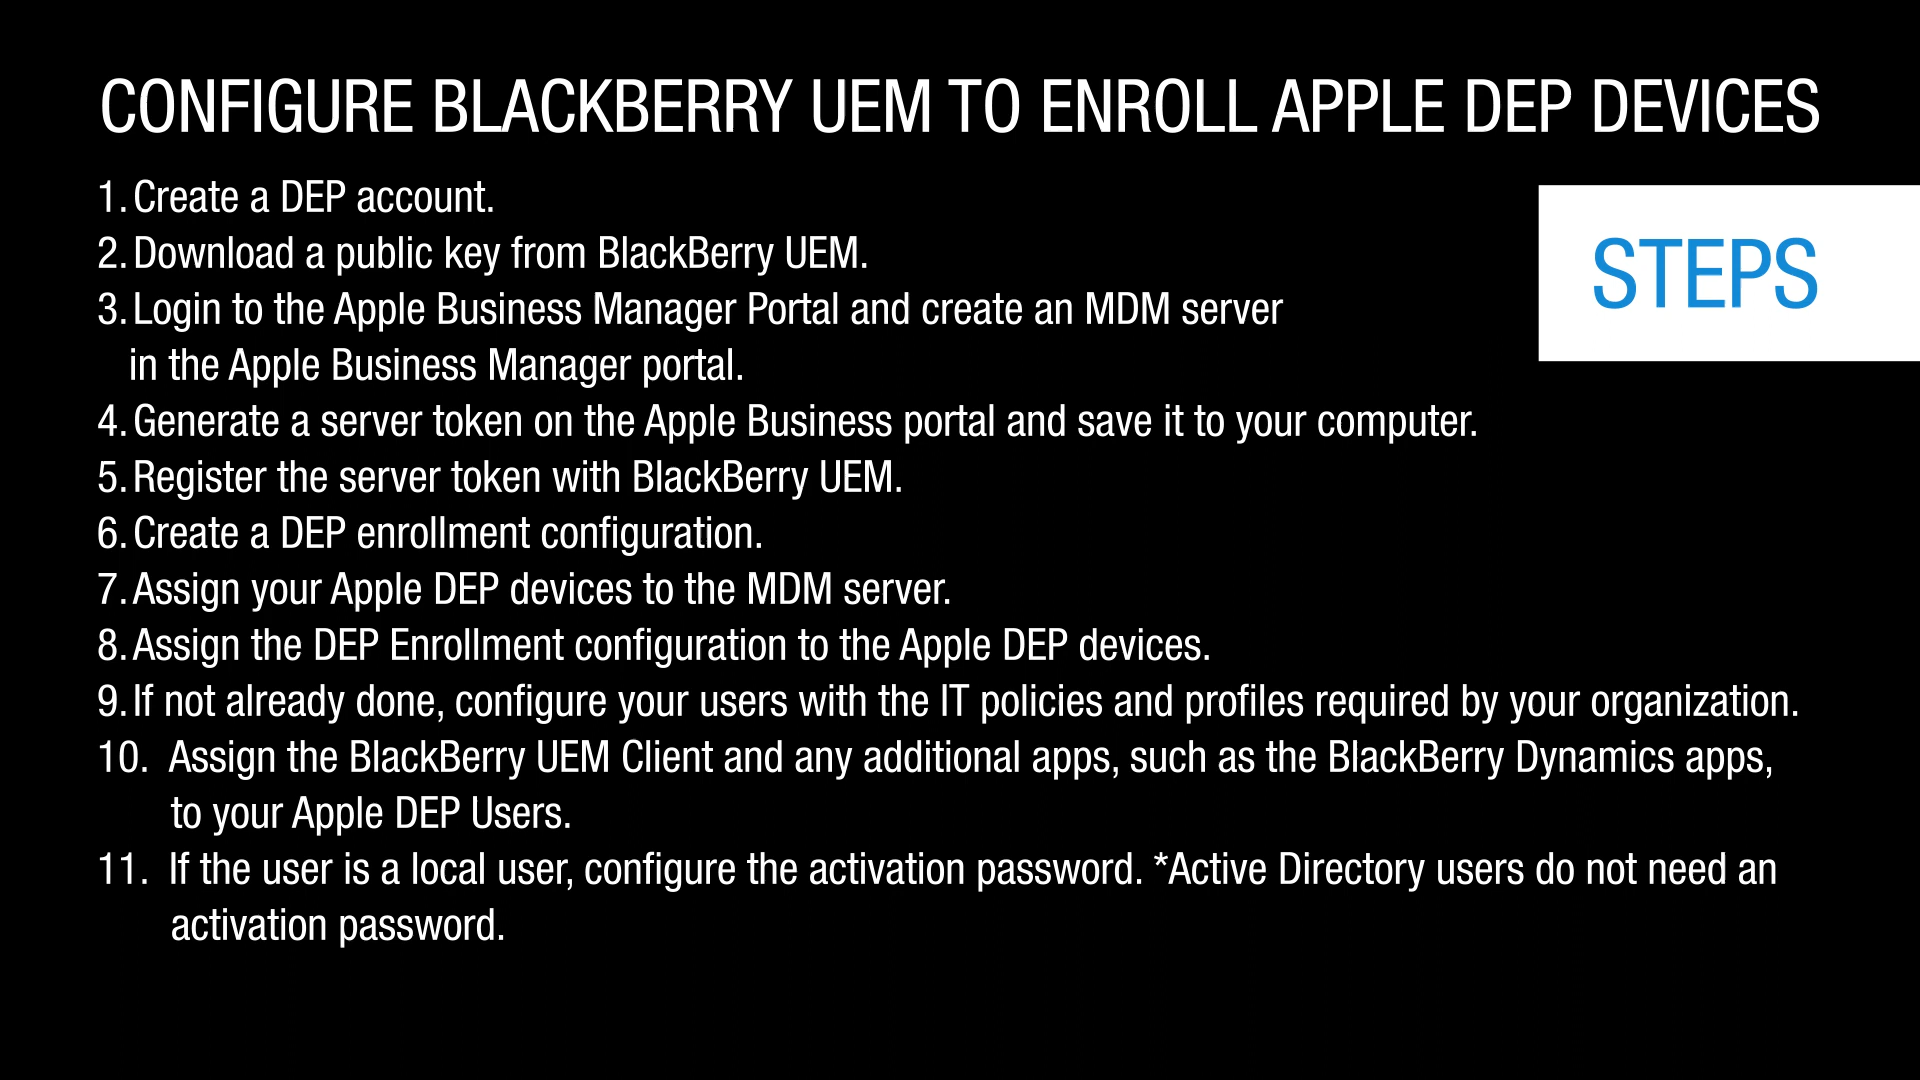 CONFIGURE BLACKBERRY UEM TO ENROLL APPLE DEP DEVICES
STEPS
1. Create a DEP account.
2. Download a public key from BlackBerry UEM.
3. Login to the Apple Business Manager Portal and create an MDM server
in the Apple Business Manager portal.
4. Generate a server token on the Apple Business portal and save it to your computer.
5. Register the server token with BlackBerry UEM.
6. Create a DEP enrollment configuration.
7. Assign your Apple DEP devices to the MDM server.
8. Assign the DEP Enrollment configuration to the Apple DEP devices.
9. If not already done, configure your users with the IT policies and profiles required by your organization.
10. Assign the BlackBerry UEM Client and any additional apps, such as the BlackBerry Dynamics apps,
to your Apple DEP Users.
11. If the user is a local user, configure the activation password. *Active Directory users do not need an
activation password.